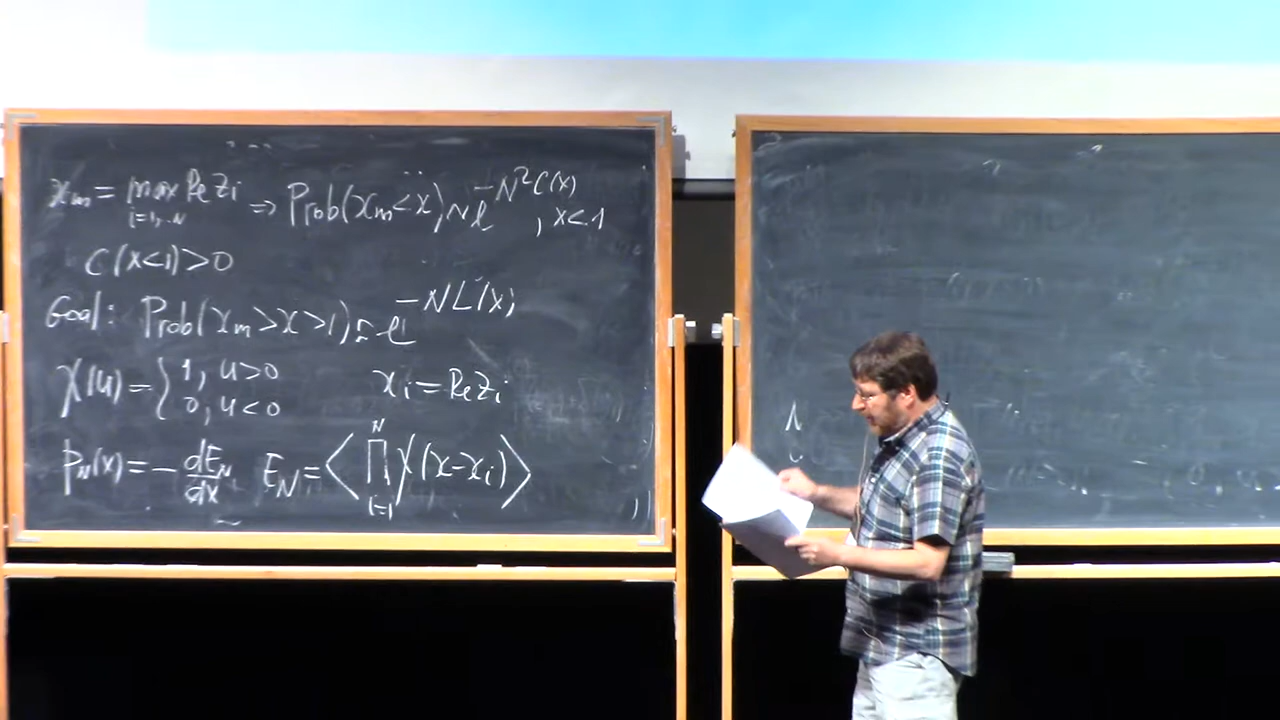 x_m = max Re z_i ⇒ Prob(x_m < x) ~ e^{-N² C(x)}, x<1
i=1,..N
C(x<1)>0
Goal: Prob(x_m > x > 1) ≈ e^{-N L(x)};
χ(u) = { 1, u>0 x_i = Re z_i
0, u<0
p_N(x) = - dE_N/dx E_N = ⟨ ∏_{i=1}^{N} χ(x-x_i) ⟩